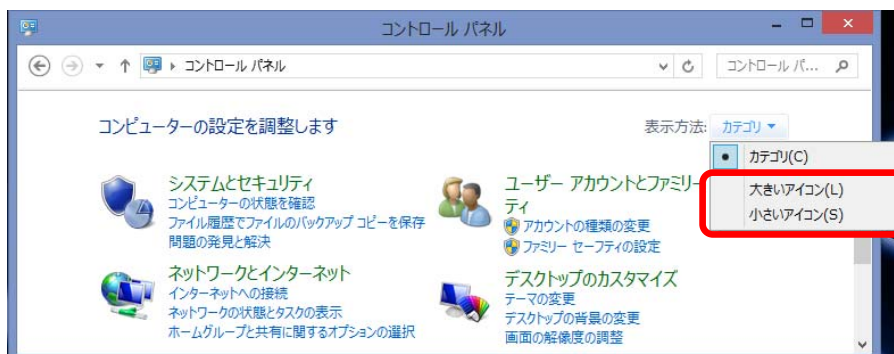 コントロール パネル
コントロール パネル
コントロール パ...
コンピューターの設定を調整します
表示方法: カテゴリ
カテゴリ(C)
大きいアイコン(L)
小さいアイコン(S)
システムとセキュリティ
コンピューターの状態を確認
ファイル履歴でファイルのバックアップ コピーを保存
問題の発見と解決
ユーザー アカウントとファミリー
ティ
アカウントの種類の変更
ファミリー セーフティの設定
ネットワークとインターネット
インターネットへの接続
ネットワークの状態とタスクの表示
ホームグループと共有に関するオプションの選択
デスクトップのカスタマイズ
テーマの変更
デスクトップの背景の変更
画面の解像度の調整